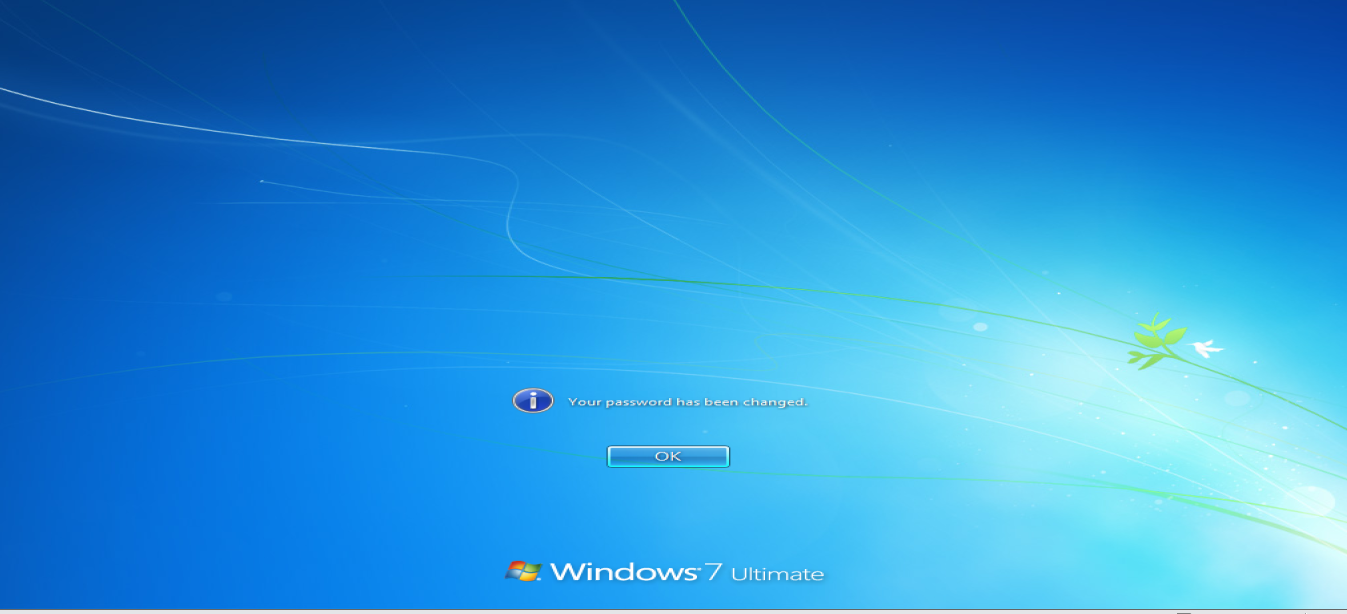 Your password has been changed.
OK
Windows 7 Ultimate